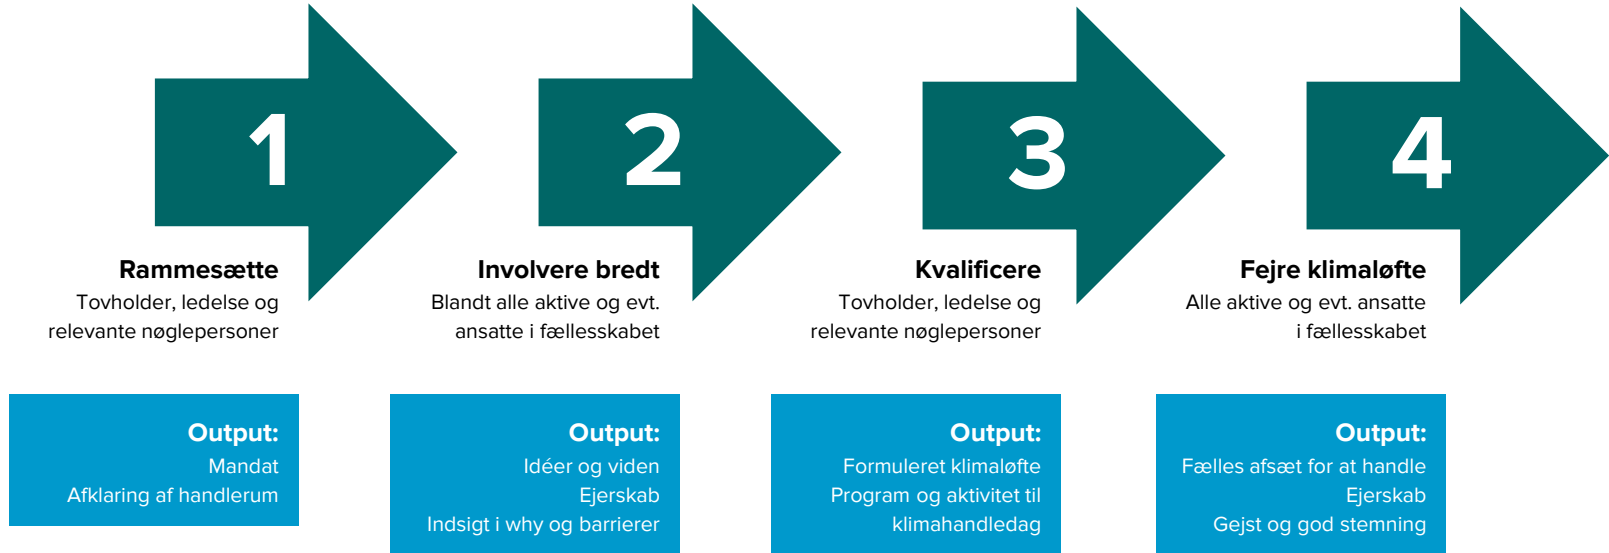 1
Rammesætte
Tovholder, ledelse og
relevante nøglepersoner
Output:
Mandat
Afklaring af handlerum
2
Involvere bredt
Blandt alle aktive og evt.
ansatte i fællesskabet
Output:
Idéer og viden
Ejerskab
Indsigt i why og barrierer
3
Kvalificere
Tovholder, ledelse og
relevante nøglepersoner
Output:
Formuleret klimaløfte
Program og aktivitet til
klimahandledag
4
Fejre klimaløfte
Alle aktive og evt. ansatte
i fællesskabet
Output:
Fælles afsæt for at handle
Ejerskab
Gejst og god stemning